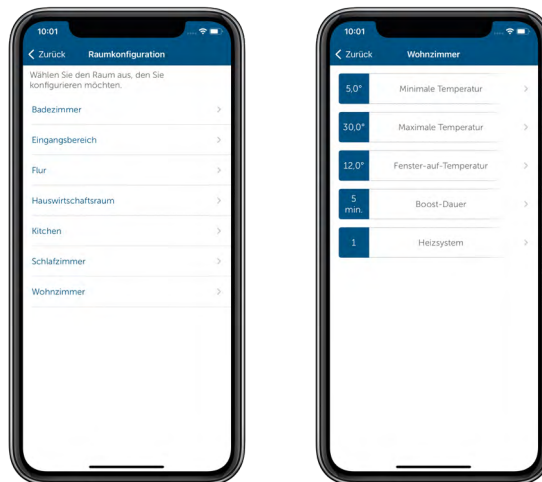 10:01
Zurück Raumkonfiguration
Wählen Sie den Raum aus, den Sie
konfigurieren möchten.
Badezimmer
Eingangsbereich
Flur
Hauswirtschaftsraum
Kitchen
Schlafzimmer
Wohnzimmer
10:01
Zurück Wohnzimmer
5,0° Minimale Temperatur
30,0° Maximale Temperatur
12,0° Fenster-auf-Temperatur
5
min. Boost-Dauer
1 Heizsystem